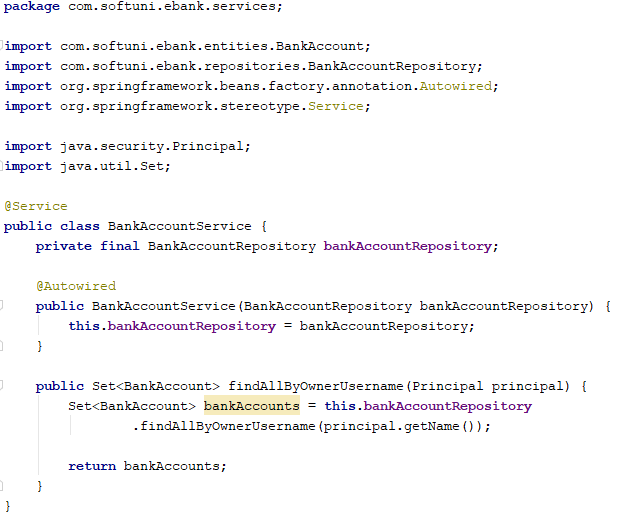 package com.softuni.ebank.services;
import com.softuni.ebank.entities.BankAccount;
import com.softuni.ebank.repositories.BankAccountRepository;
import org.springframework.beans.factory.annotation.Autowired;
import org.springframework.stereotype.Service;
import java.security.Principal;
import java.util.Set;
@Service
public class BankAccountService {
private final BankAccountRepository bankAccountRepository;
@Autowired
public BankAccountService(BankAccountRepository bankAccountRepository) {
this.bankAccountRepository = bankAccountRepository;
}
public Set<BankAccount> findAllByOwnerUsername(Principal principal) {
Set<BankAccount> bankAccounts = this.bankAccountRepository
.findAllByOwnerUsername(principal.getName());
return bankAccounts;
}
}